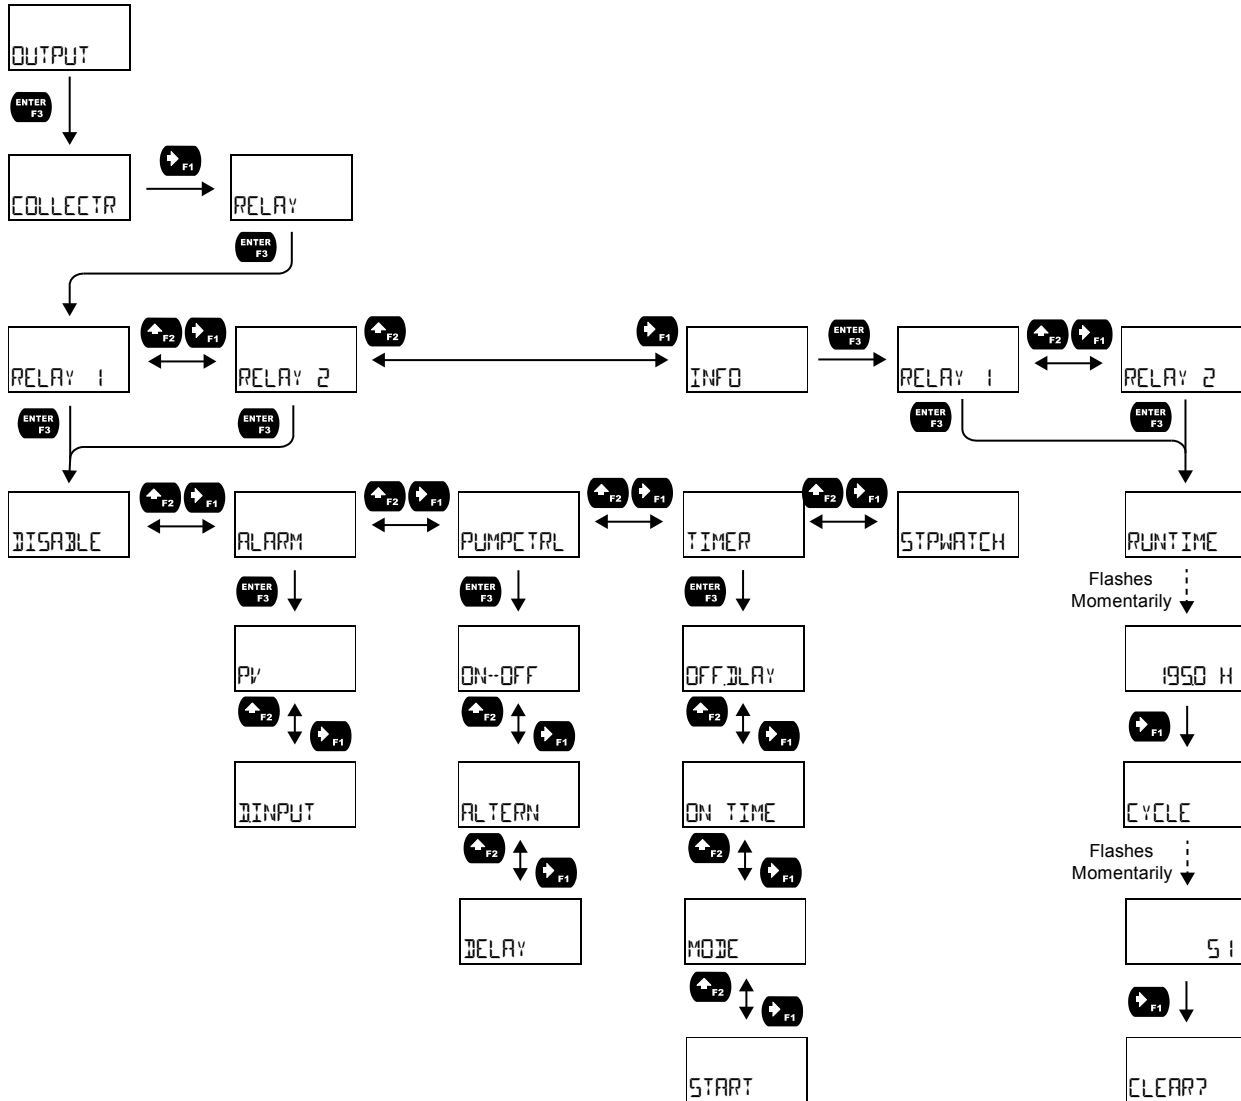 OUTPUT
ENTER
F3
COLLECTR
F1
RELAY
ENTER
F3
RELAY 1
F2
F1
RELAY 2
F2
F1
INFO
ENTER
F3
RELAY 1
F2
F1
RELAY 2
ENTER
F3
ENTER
F3
ENTER
F3
ENTER
F3
DISABLE
F2
F1
ALARM
F2
F1
PUMPCTRL
F2
F1
TIMER
F2
F1
STPWATCH
RUNTIME
ENTER
F3
ENTER
F3
ENTER
F3
Flashes
Momentarily
PV
ON--OFF
OFF.DLAY
195.0 H
F2
F1
F2
F1
F2
F1
F1
D.INPUT
ALTERN
ON TIME
CYCLE
F2
F1
F2
F1
Flashes
Momentarily
DELAY
MODE
51
F2
F1
F1
START
CLEAR?